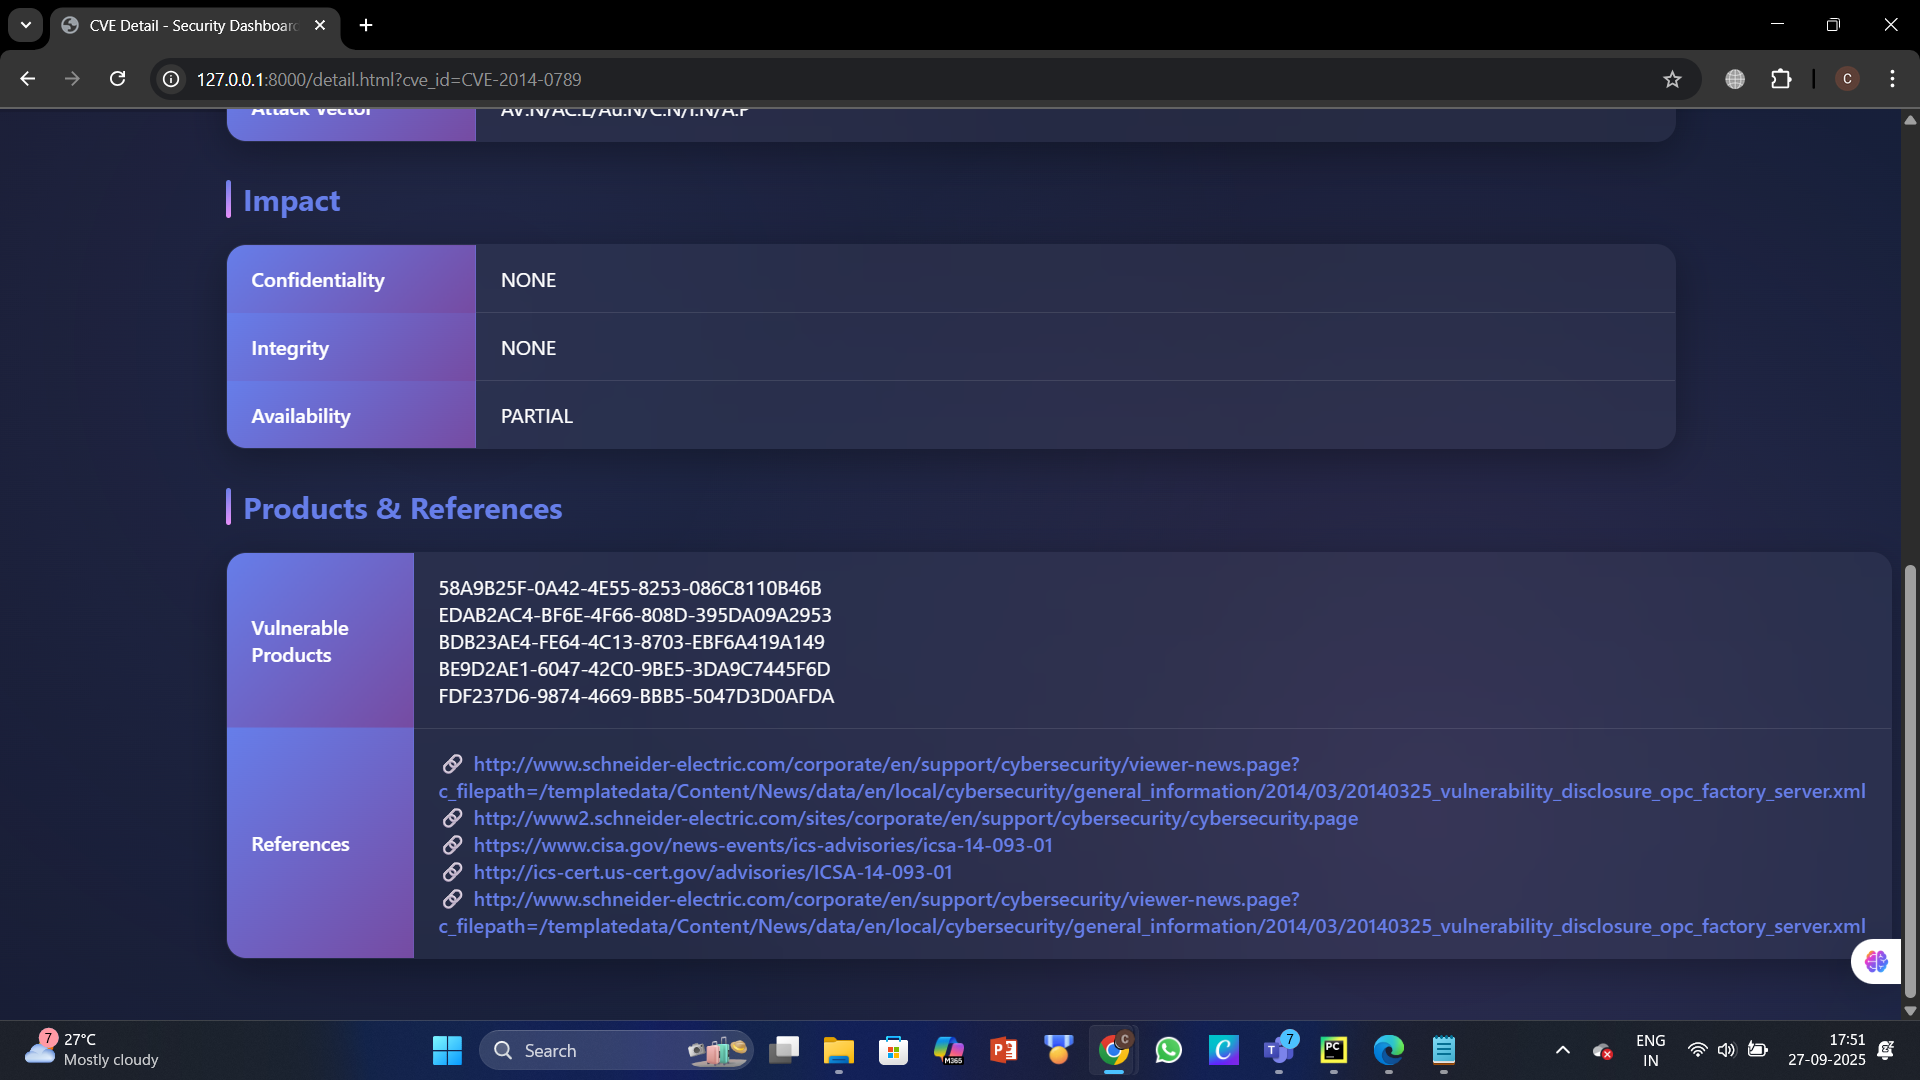 CVE Detail - Security Dashboard
127.0.0.1:8000/detail.html?cve_id=CVE-2014-0789
C
Attack Vector
AV:N/AC:L/Au:N/C:N/I:N/A:P
Impact
Confidentiality
NONE
Integrity
NONE
Availability
PARTIAL
Products & References
Vulnerable
Products
58A9B25F-0A42-4E55-8253-086C8110B46B
EDAB2AC4-BF6E-4F66-808D-395DA09A2953
BDB23AE4-FE64-4C13-8703-EBF6A419A149
BE9D2AE1-6047-42C0-9BE5-3DA9C7445F6D
FDF237D6-9874-4669-BBB5-5047D3D0AFDA
References
http://www.schneider-electric.com/corporate/en/support/cybersecurity/viewer-news.page?
c_filepath=/templatedata/Content/News/data/en/local/cybersecurity/general_information/2014/03/20140325_vulnerability_disclosure_opc_factory_server.xml
http://www2.schneider-electric.com/sites/corporate/en/support/cybersecurity/cybersecurity.page
https://www.cisa.gov/news-events/ics-advisories/icsa-14-093-01
http://ics-cert.us-cert.gov/advisories/ICSA-14-093-01
http://www.schneider-electric.com/corporate/en/support/cybersecurity/viewer-news.page?
c_filepath=/templatedata/Content/News/data/en/local/cybersecurity/general_information/2014/03/20140325_vulnerability_disclosure_opc_factory_server.xml
7
27°C
Mostly cloudy
Search
M365
P
C
C
T
7
PC
ENG
IN
17:51
27-09-2025